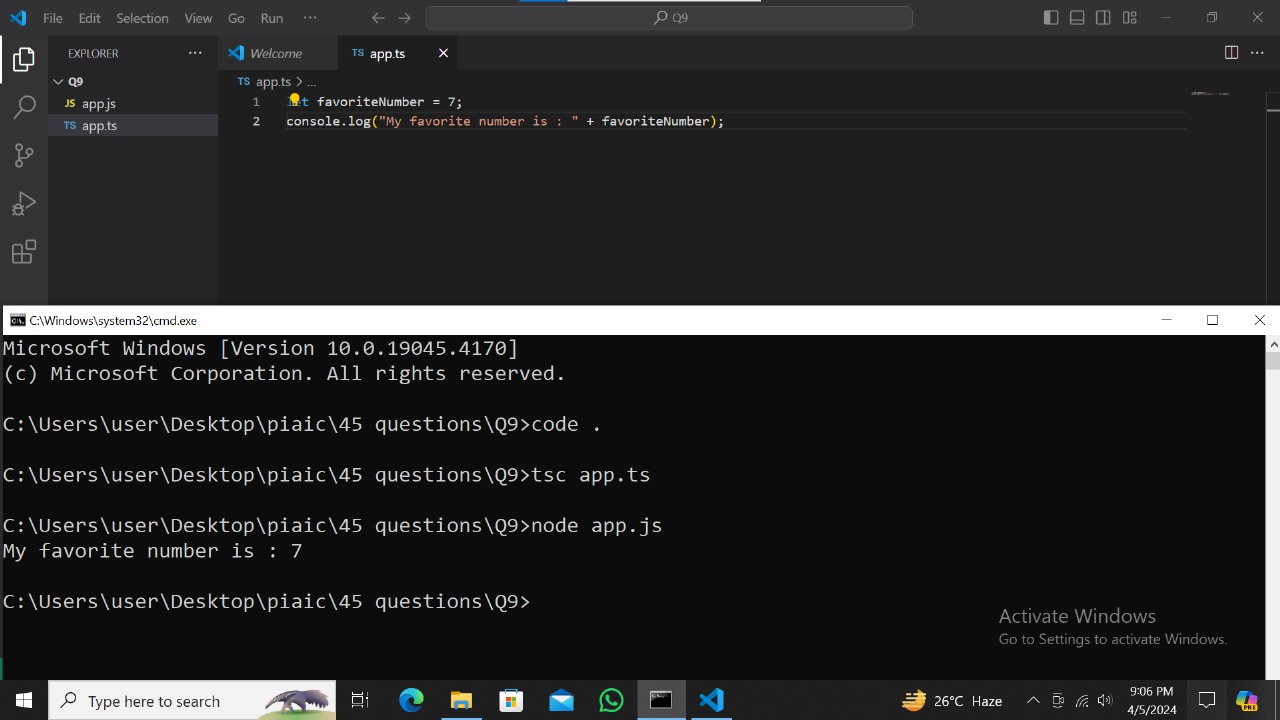 File Edit Selection View Go Run ···
Q9
EXPLORER ···
Welcome
TS app.ts
Q9
JS app.js
TS app.ts
TS app.ts > ...
1 favoriteNumber = 7;
2 console.log("My favorite number is : " + favoriteNumber);
C:\Windows\system32\cmd.exe
Microsoft Windows [Version 10.0.19045.4170]
(c) Microsoft Corporation. All rights reserved.
C:\Users\user\Desktop\piaic\45 questions\Q9>code .
C:\Users\user\Desktop\piaic\45 questions\Q9>tsc app.ts
C:\Users\user\Desktop\piaic\45 questions\Q9>node app.js
My favorite number is : 7
C:\Users\user\Desktop\piaic\45 questions\Q9>
Activate Windows
Go to Settings to activate Windows.
Type here to search
26°C Haze
9:06 PM
4/5/2024
PRE